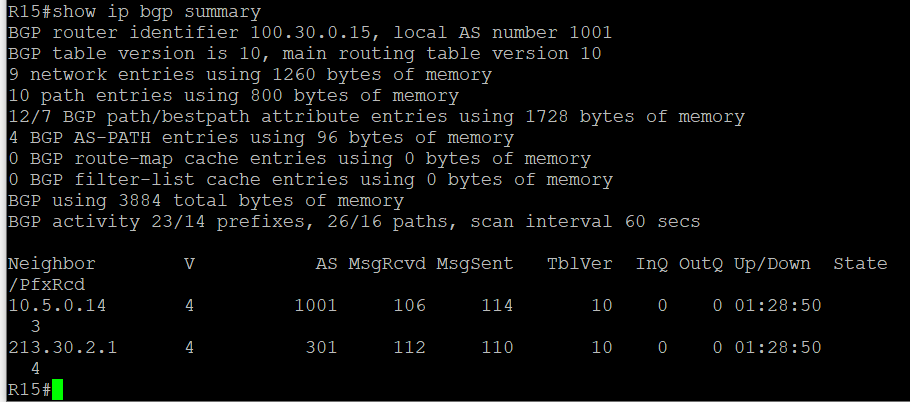 R15#show ip bgp summary
BGP router identifier 100.30.0.15, local AS number 1001
BGP table version is 10, main routing table version 10
9 network entries using 1260 bytes of memory
10 path entries using 800 bytes of memory
12/7 BGP path/bestpath attribute entries using 1728 bytes of memory
4 BGP AS-PATH entries using 96 bytes of memory
0 BGP route-map cache entries using 0 bytes of memory
0 BGP filter-list cache entries using 0 bytes of memory
BGP using 3884 total bytes of memory
BGP activity 23/14 prefixes, 26/16 paths, scan interval 60 secs

Neighbor        V           AS MsgRcvd MsgSent   TblVer  InQ OutQ Up/Down  State
/PfxRcd
10.5.0.14       4         1001     106     114       10    0    0 01:28:50
  3
213.30.2.1      4          301     112     110       10    0    0 01:28:50
  4
R15#